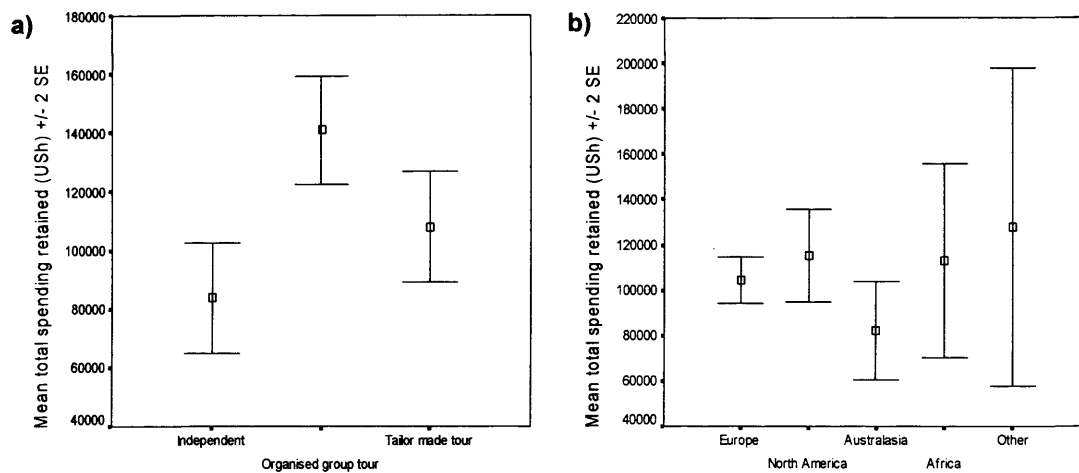 a)
Mean total spending retained (USh) +/- 2 SE
180000
160000
140000
120000
100000
80000
60000
40000
Independent
Tailor made tour
Organised group tour
b)
Mean total spending retained (USh) +/- 2 SE
220000
200000
180000
160000
140000
120000
100000
80000
60000
40000
Europe
Australasia
Other
North America
Africa